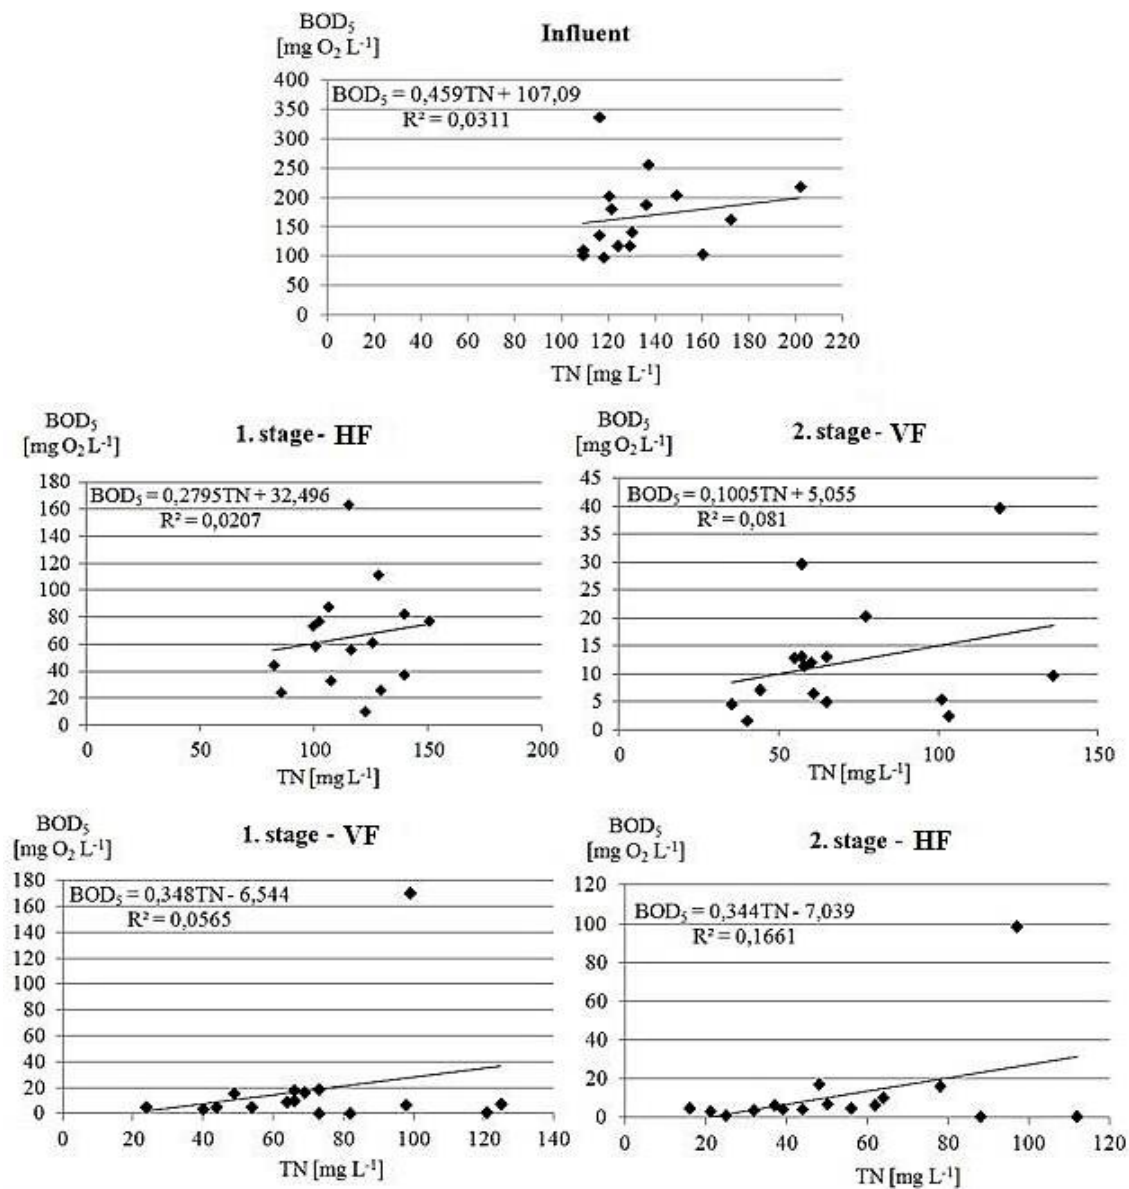 BOD₅
[mg O₂ L⁻¹]
Influent
BOD₅ = 0,459TN + 107,09
R² = 0,0311
400
350
300
250
200
150
100
50
0
0 20 40 60 80 100 120 140 160 180 200 220
TN [mg L⁻¹]
BOD₅
[mg O₂ L⁻¹]
1. stage - HF
BOD₅ = 0,2795TN + 32,496
R² = 0,0207
180
160
140
120
100
80
60
40
20
0
0 50 100 150 200
TN [mg L⁻¹]
BOD₅
[mg O₂ L⁻¹]
2. stage - VF
BOD₅ = 0,1005TN + 5,055
R² = 0,081
45
40
35
30
25
20
15
10
5
0
0 50 100 150
TN [mg L⁻¹]
BOD₅
[mg O₂ L⁻¹]
1. stage - VF
BOD₅ = 0,348TN - 6,544
R² = 0,0565
180
160
140
120
100
80
60
40
20
0
0 20 40 60 80 100 120 140
TN [mg L⁻¹]
BOD₅
[mg O₂ L⁻¹]
2. stage - HF
BOD₅ = 0,344TN - 7,039
R² = 0,1661
120
100
80
60
40
20
0
0 20 40 60 80 100 120
TN [mg L⁻¹]